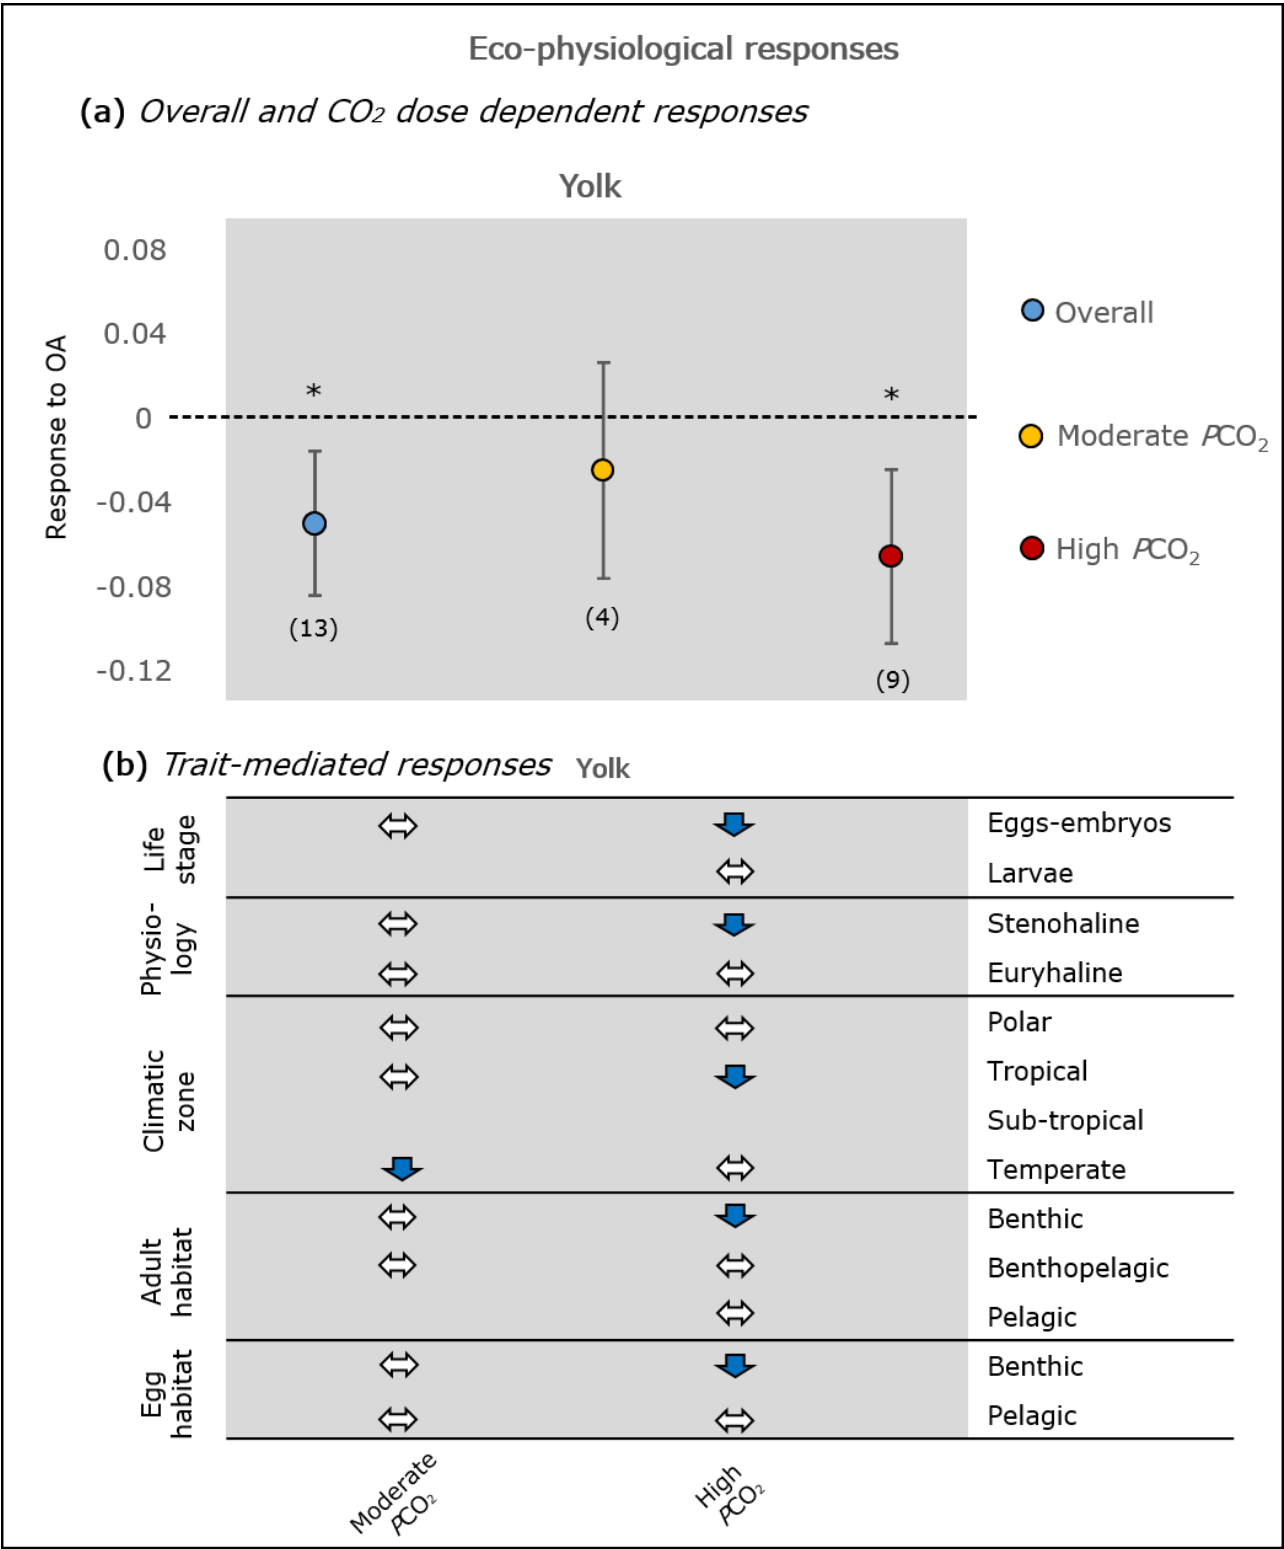 Eco-physiological responses
(a) Overall and CO₂ dose dependent responses
Yolk
0.08
0.04
0
-0.04
-0.08
-0.12
Response to OA
*
*
(13)
(4)
(9)
Overall
Moderate PCO₂
High PCO₂
(b) Trait-mediated responses Yolk
Life
stage
Eggs-embryos
Larvae
Physio-
logy
Stenohaline
Euryhaline
Climatic
zone
Polar
Tropical
Sub-tropical
Temperate
Adult
habitat
Benthic
Benthopelagic
Pelagic
Egg
habitat
Benthic
Pelagic
Moderate
PCO₂
High
PCO₂